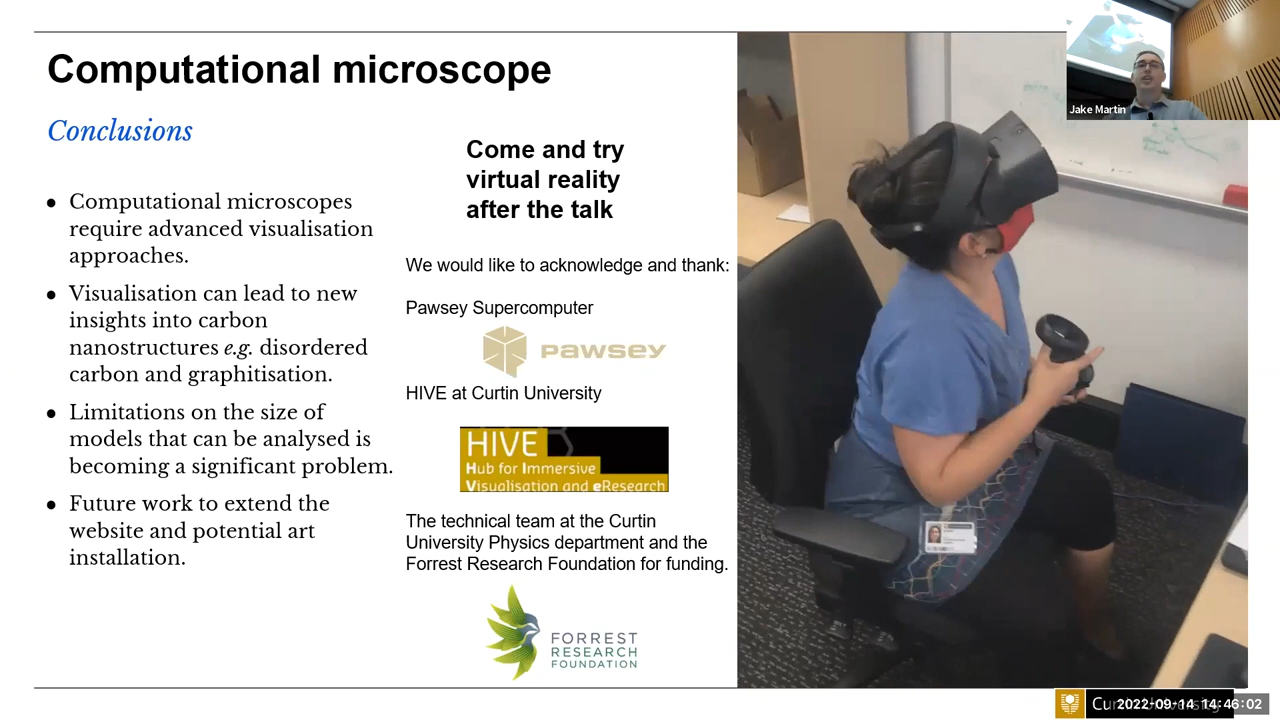 Computational microscope
Conclusions
● Computational microscopes
require advanced visualisation
approaches.
● Visualisation can lead to new
insights into carbon
nanostructures e.g. disordered
carbon and graphitisation.
● Limitations on the size of
models that can be analysed is
becoming a significant problem.
● Future work to extend the
website and potential art
installation.
Come and try
virtual reality
after the talk
We would like to acknowledge and thank:
Pawsey Supercomputer
PAWSEY
HIVE at Curtin University
HIVE
Hub for Immersive
Visualisation and eResearch
The technical team at the Curtin
University Physics department and the
Forrest Research Foundation for funding.
FORREST
RESEARCH
FOUNDATION
Jake Martin
2022-09-14 14:46:02